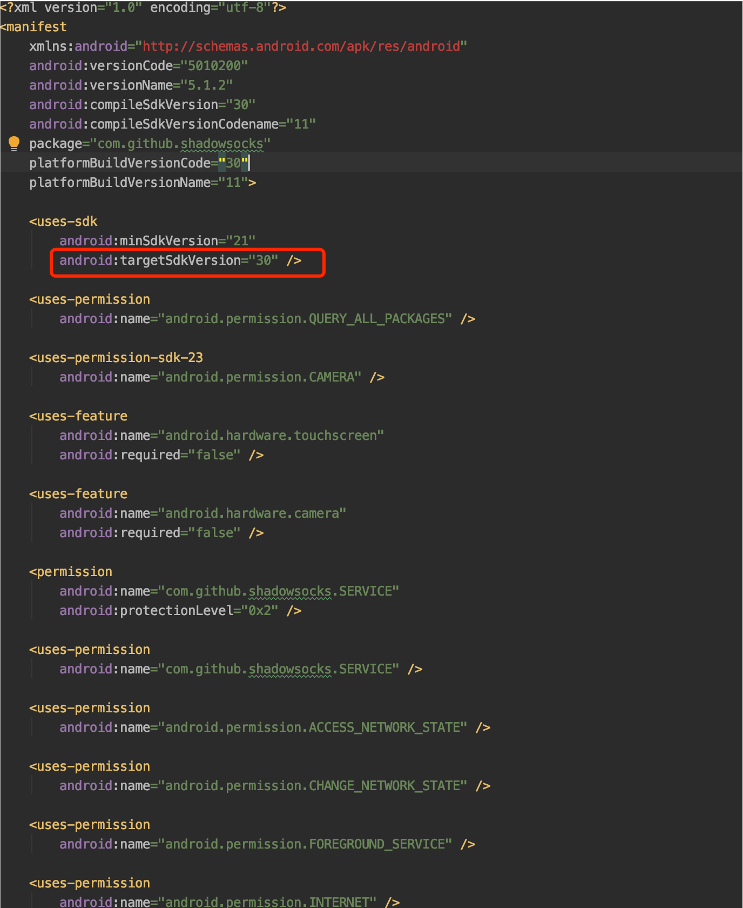 <?xml version="1.0" encoding="utf-8"?>
<manifest
xmlns:android="http://schemas.android.com/apk/res/android"
android:versionCode="5010200"
android:versionName="5.1.2"
android:compileSdkVersion="30"
android:compileSdkVersionCodename="11"
package="com.github.shadowsocks"
platformBuildVersionCode="30"
platformBuildVersionName="11">
<uses-sdk
android:minSdkVersion="21"
android:targetSdkVersion="30" />
<uses-permission
android:name="android.permission.QUERY_ALL_PACKAGES" />
<uses-permission-sdk-23
android:name="android.permission.CAMERA" />
<uses-feature
android:name="android.hardware.touchscreen"
android:required="false" />
<uses-feature
android:name="android.hardware.camera"
android:required="false" />
<permission
android:name="com.github.shadowsocks.SERVICE"
android:protectionLevel="0x2" />
<uses-permission
android:name="com.github.shadowsocks.SERVICE" />
<uses-permission
android:name="android.permission.ACCESS_NETWORK_STATE" />
<uses-permission
android:name="android.permission.CHANGE_NETWORK_STATE" />
<uses-permission
android:name="android.permission.FOREGROUND_SERVICE" />
<uses-permission
android:name="android.permission.INTERNET" />